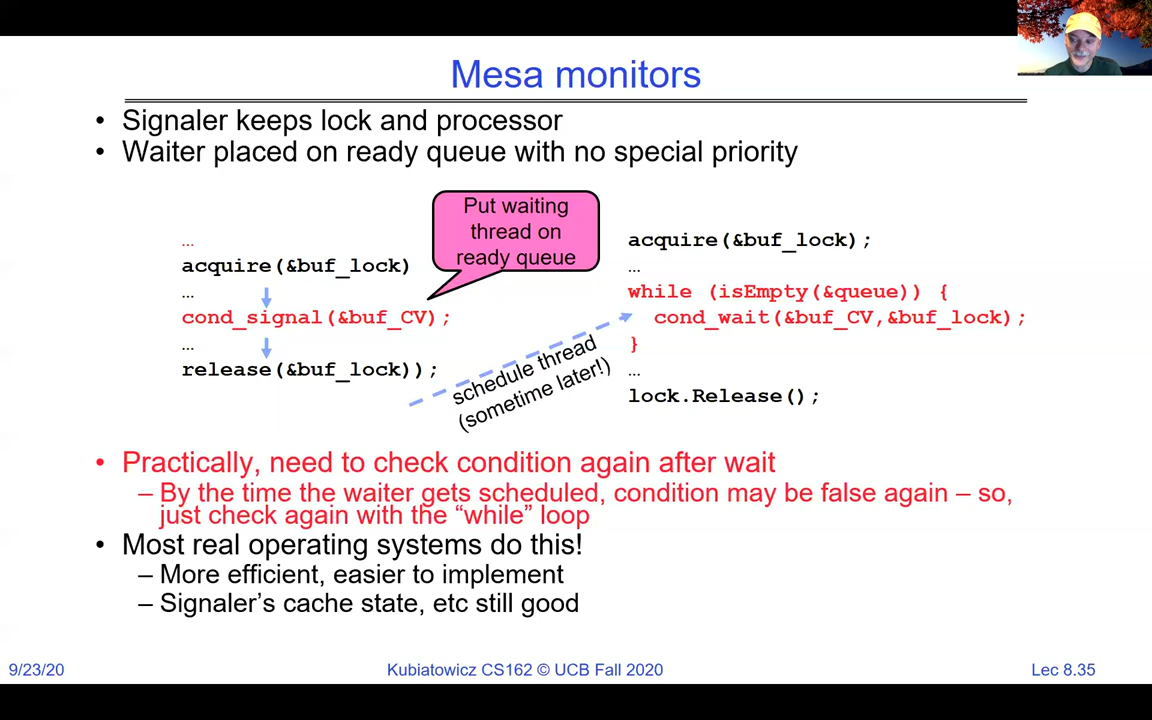 Mesa monitors
• Signaler keeps lock and processor
• Waiter placed on ready queue with no special priority
Put waiting
thread on
ready queue
…
acquire(&buf_lock)
…
cond_signal(&buf_CV);
…
release(&buf_lock));
schedule thread
(sometime later!)
acquire(&buf_lock);
…
while (isEmpty(&queue)) {
cond_wait(&buf_CV,&buf_lock);
}
…
lock.Release();
• Practically, need to check condition again after wait
– By the time the waiter gets scheduled, condition may be false again – so,
just check again with the “while” loop
• Most real operating systems do this!
– More efficient, easier to implement
– Signaler’s cache state, etc still good
9/23/20
Kubiatowicz CS162 © UCB Fall 2020
Lec 8.35